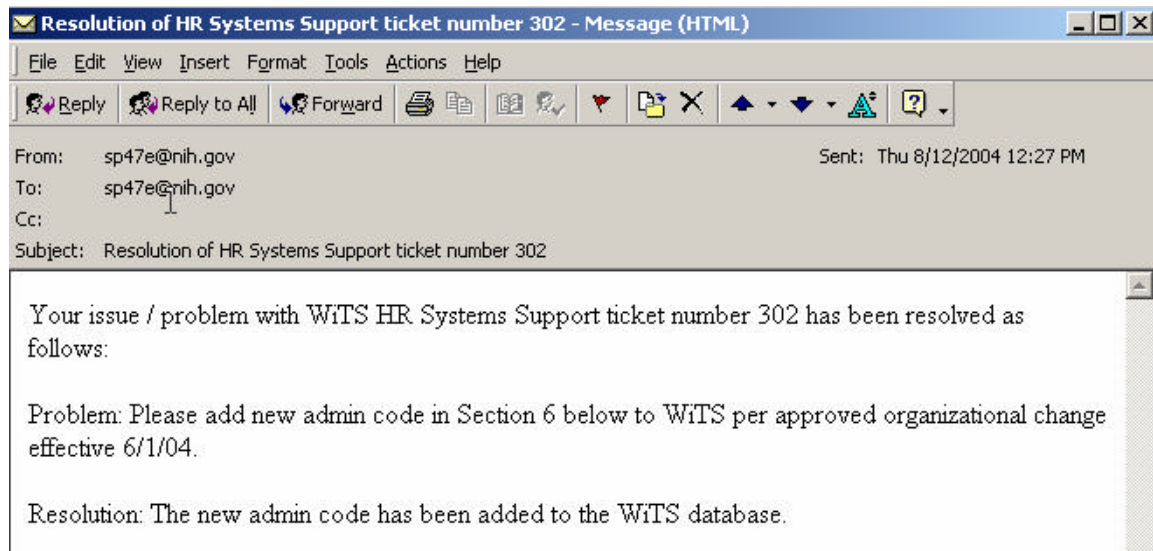 Resolution of HR Systems Support ticket number 302 - Message (HTML)
File Edit View Insert Format Tools Actions Help
Reply Reply to All Forward
From: sp47e@nih.gov Sent: Thu 8/12/2004 12:27 PM
To: sp47e@nih.gov
Cc:
Subject: Resolution of HR Systems Support ticket number 302
Your issue / problem with WiTS HR Systems Support ticket number 302 has been resolved as
follows:
Problem: Please add new admin code in Section 6 below to WiTS per approved organizational change
effective 6/1/04.
Resolution: The new admin code has been added to the WiTS database.